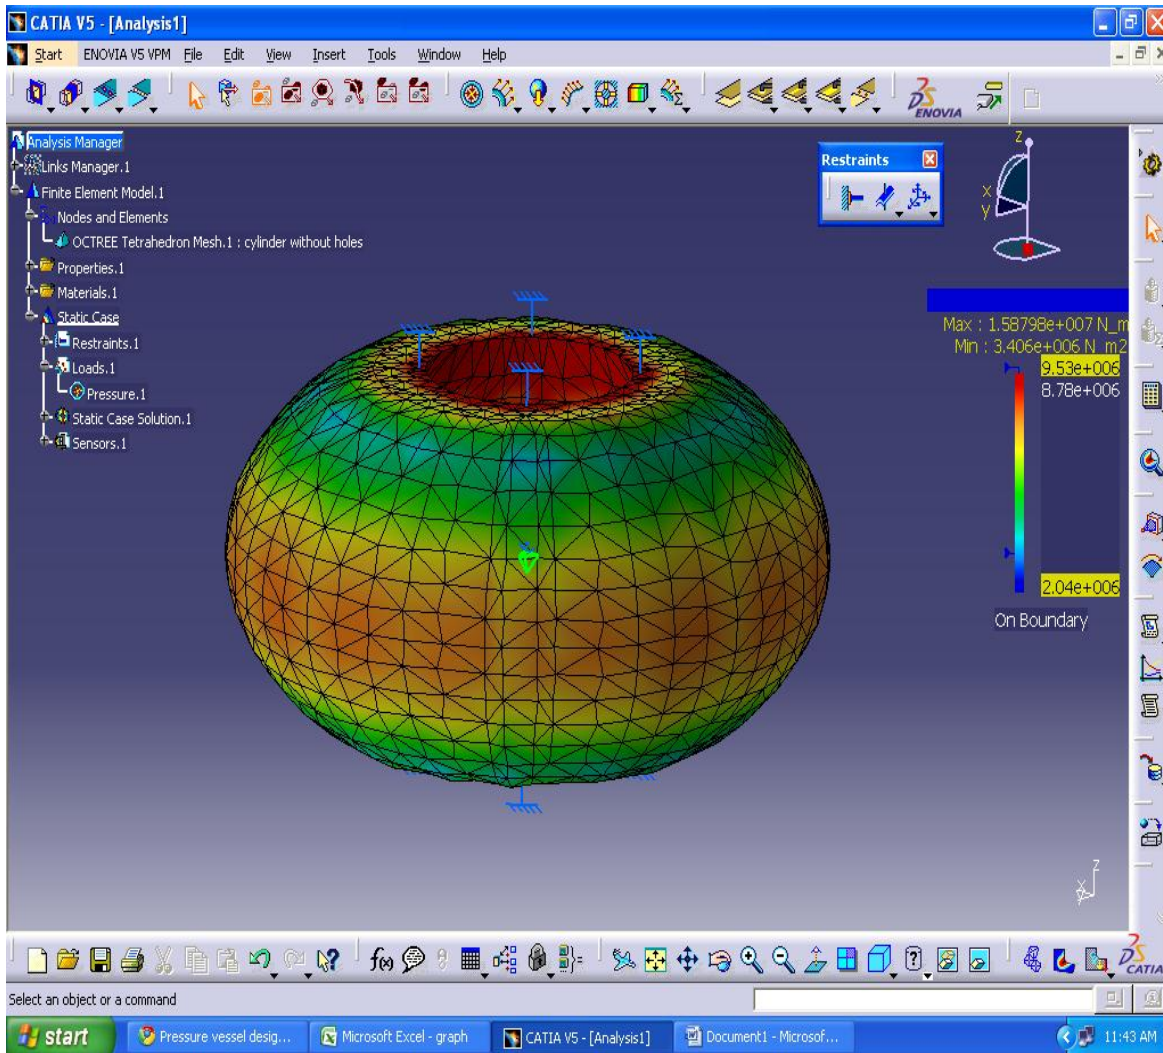 CATIA V5 - [Analysis1]
Start ENOVIA V5 VPM File Edit View Insert Tools Window Help
ENOVIA
Analysis Manager
Links Manager.1
Finite Element Model.1
Nodes and Elements
OCTREE Tetrahedron Mesh.1 : cylinder without holes
Properties.1
Materials.1
Static Case
Restraints.1
Loads.1
Pressure.1
Static Case Solution.1
Sensors.1
Restraints
z
x
y
Max : 1.58798e+007 N_m
Min : 3.406e+006 N_m2
9.53e+006
8.78e+006
2.04e+006
On Boundary
z
x
y
f(x)
CATIA
Select an object or a command
start Pressure vessel desig... Microsoft Excel - graph CATIA V5 - [Analysis1] Document1 - Microsof... 11:43 AM